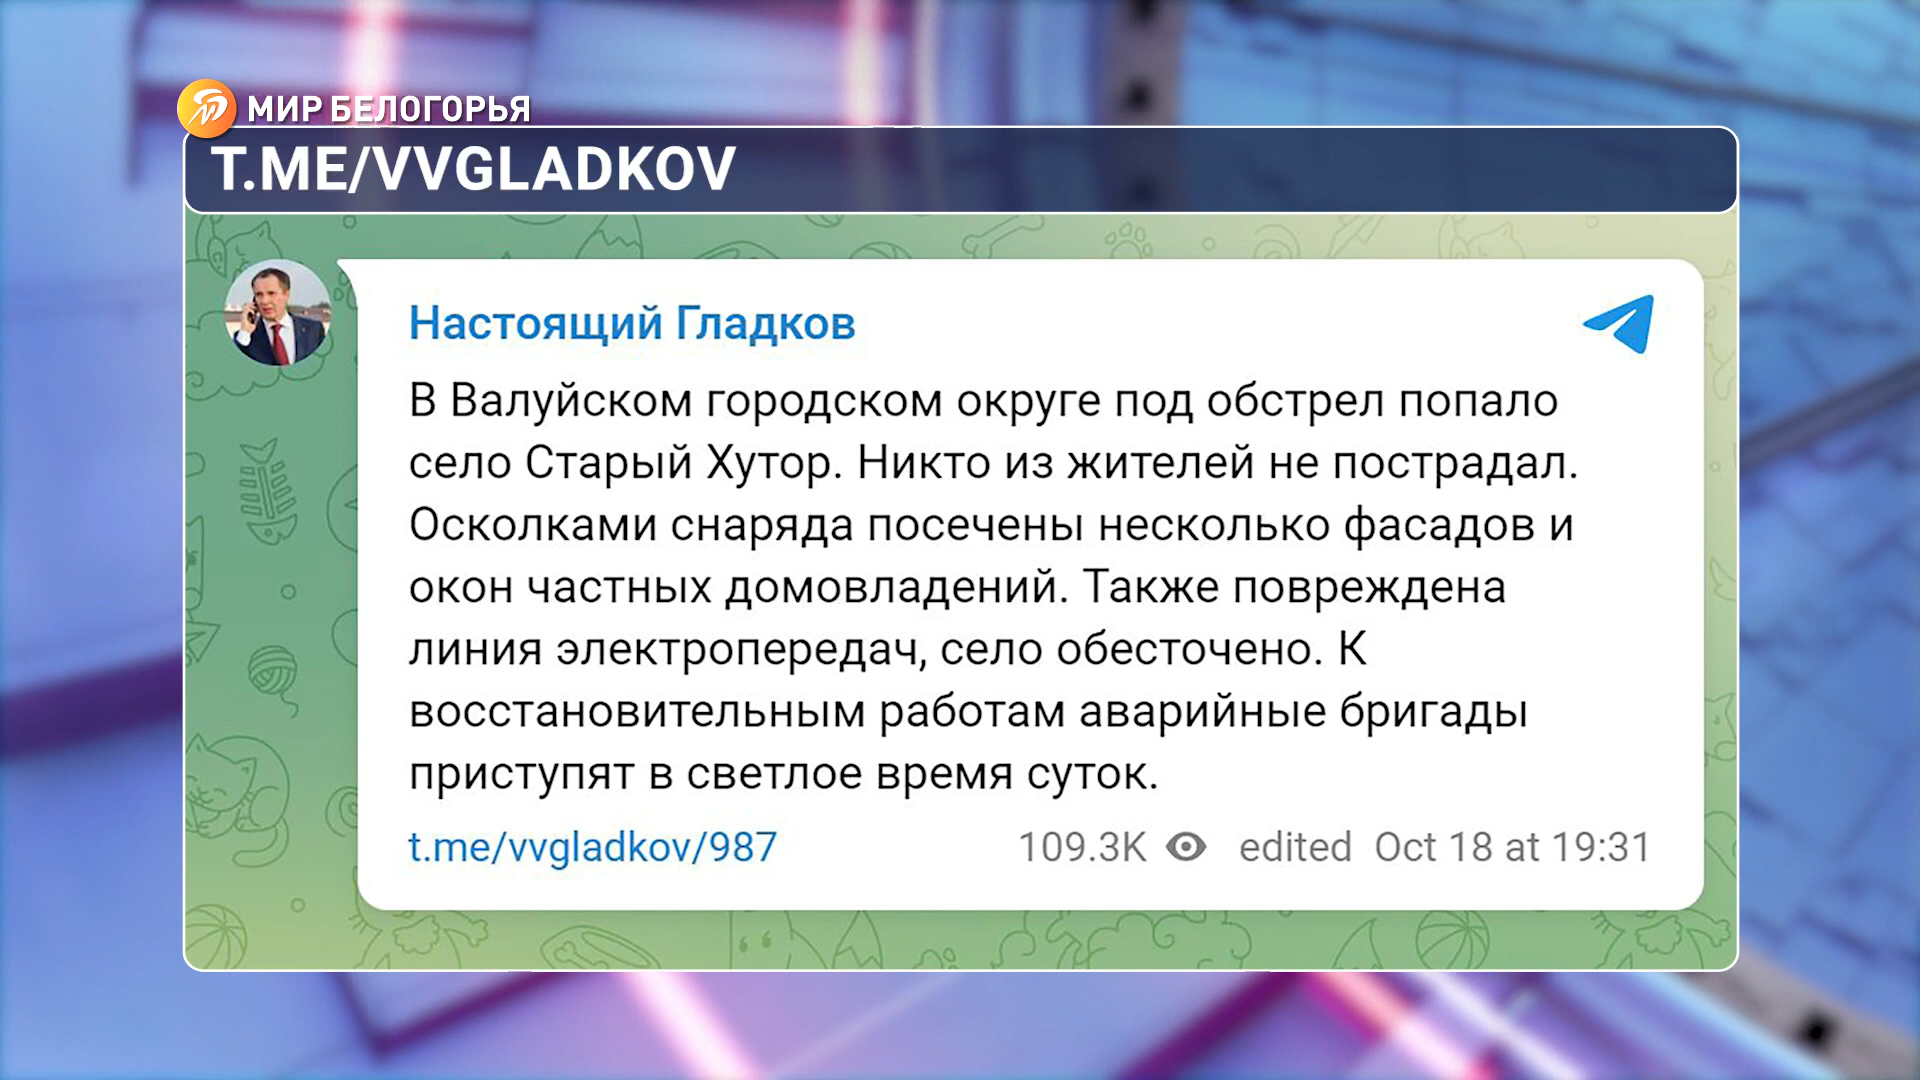 МИР БЕЛОГОРЬЯ
T.ME/VVGLADKOV
Настоящий Гладков
В Валуйском городском округе под обстрел попало
село Старый Хутор. Никто из жителей не пострадал.
Осколками снаряда посечены несколько фасадов и
окон частных домовладений. Также повреждена
линия электропередач, село обесточено. К
восстановительным работам аварийные бригады
приступят в светлое время суток.
t.me/vvgladkov/987 109.3K edited Oct 18 at 19:31